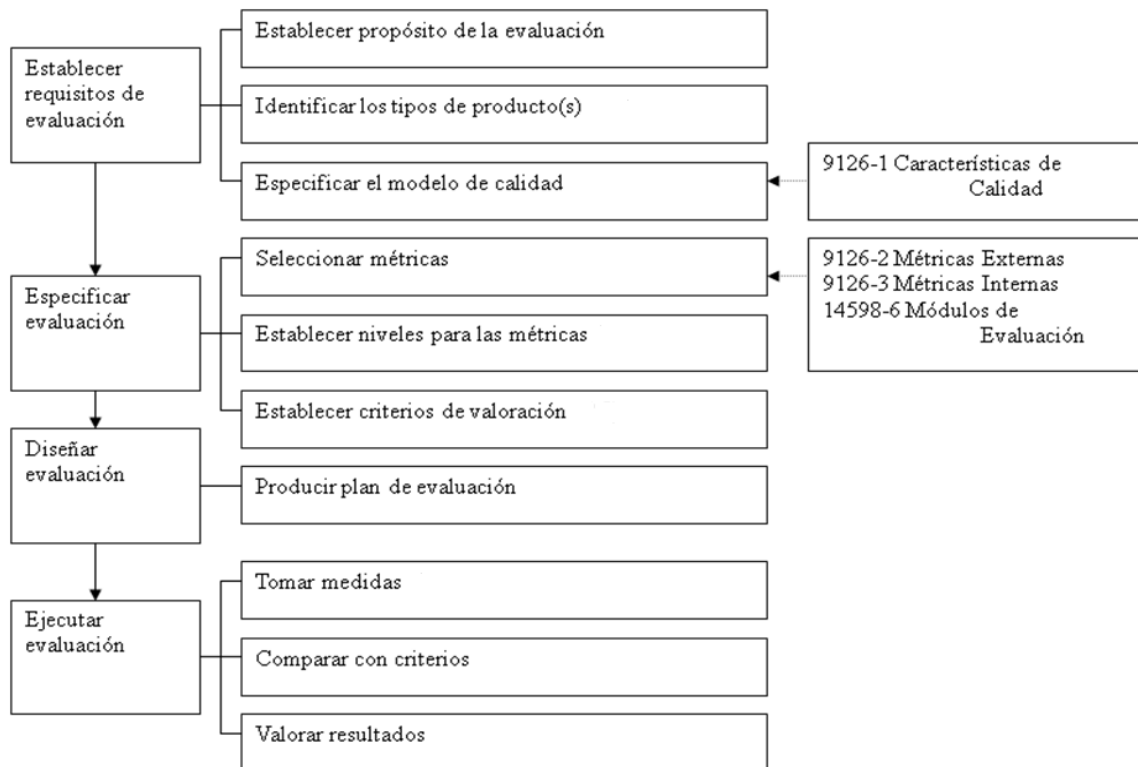 Establecer
requisitos de
evaluación
Establecer propósito de la evaluación
Identificar los tipos de producto(s)
Especificar el modelo de calidad
9126-1 Características de
Calidad
Especificar
evaluación
Seleccionar métricas
Establecer niveles para las métricas
Establecer criterios de valoración
9126-2 Métricas Externas
9126-3 Métricas Internas
14598-6 Módulos de
Evaluación
Diseñar
evaluación
Producir plan de evaluación
Ejecutar
evaluación
Tomar medidas
Comparar con criterios
Valorar resultados